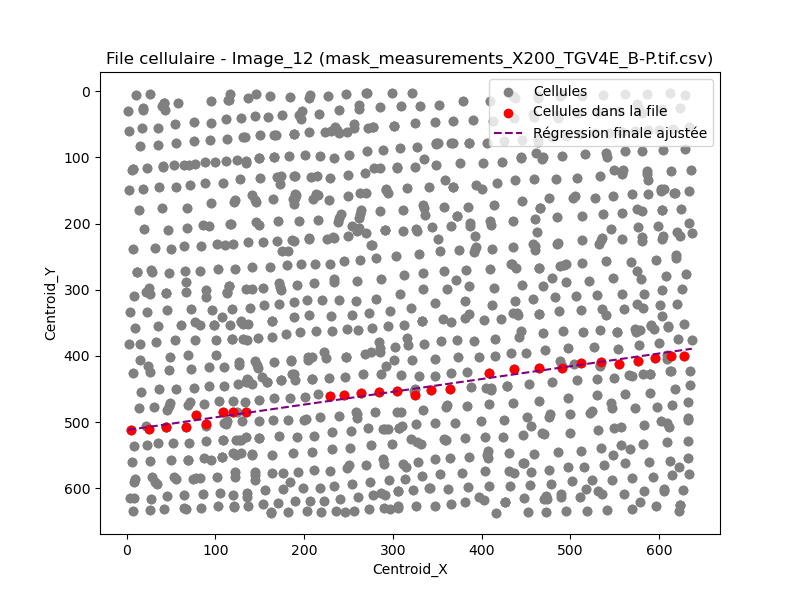 File cellulaire - Image_12 (mask_measurements_X200_TGV4E_B-P.tif.csv)
Cellules
Cellules dans la file
Régression finale ajustée
0
100
200
300
400
500
600
Centroid_Y
0 100 200 300 400 500 600
Centroid_X